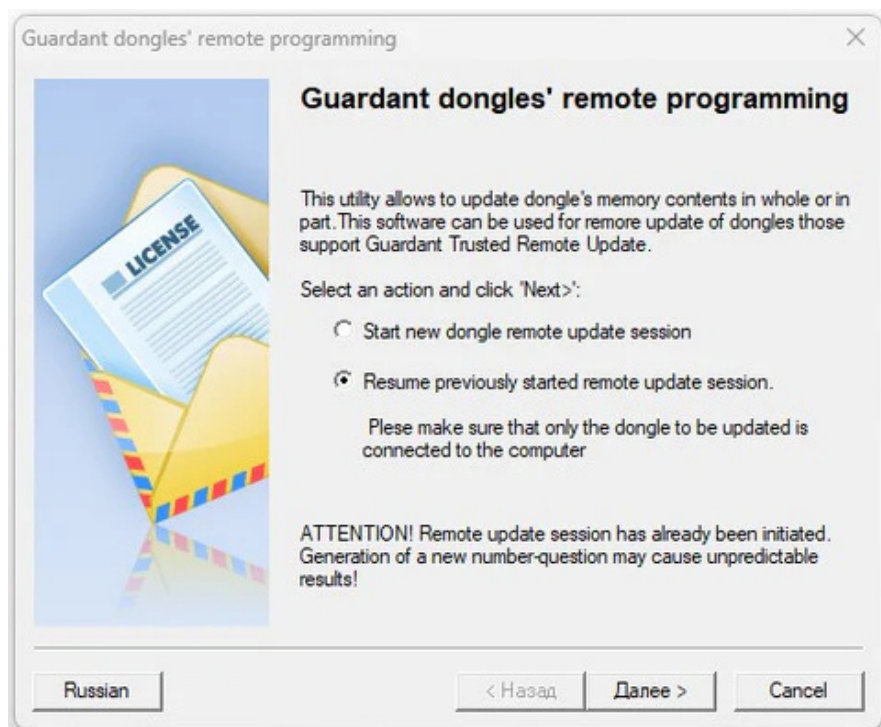 Guardant dongles' remote programming
Guardant dongles' remote programming
LICENSE
This utility allows to update dongle's memory contents in whole or in
part.This software can be used for remore update of dongles those
support Guardant Trusted Remote Update.
Select an action and click 'Next>':
Start new dongle remote update session
Resume previously started remote update session.
Plese make sure that only the dongle to be updated is
connected to the computer
ATTENTION! Remote update session has already been initiated.
Generation of a new number-question may cause unpredictable
results!
Russian
< Назад
Далее >
Cancel